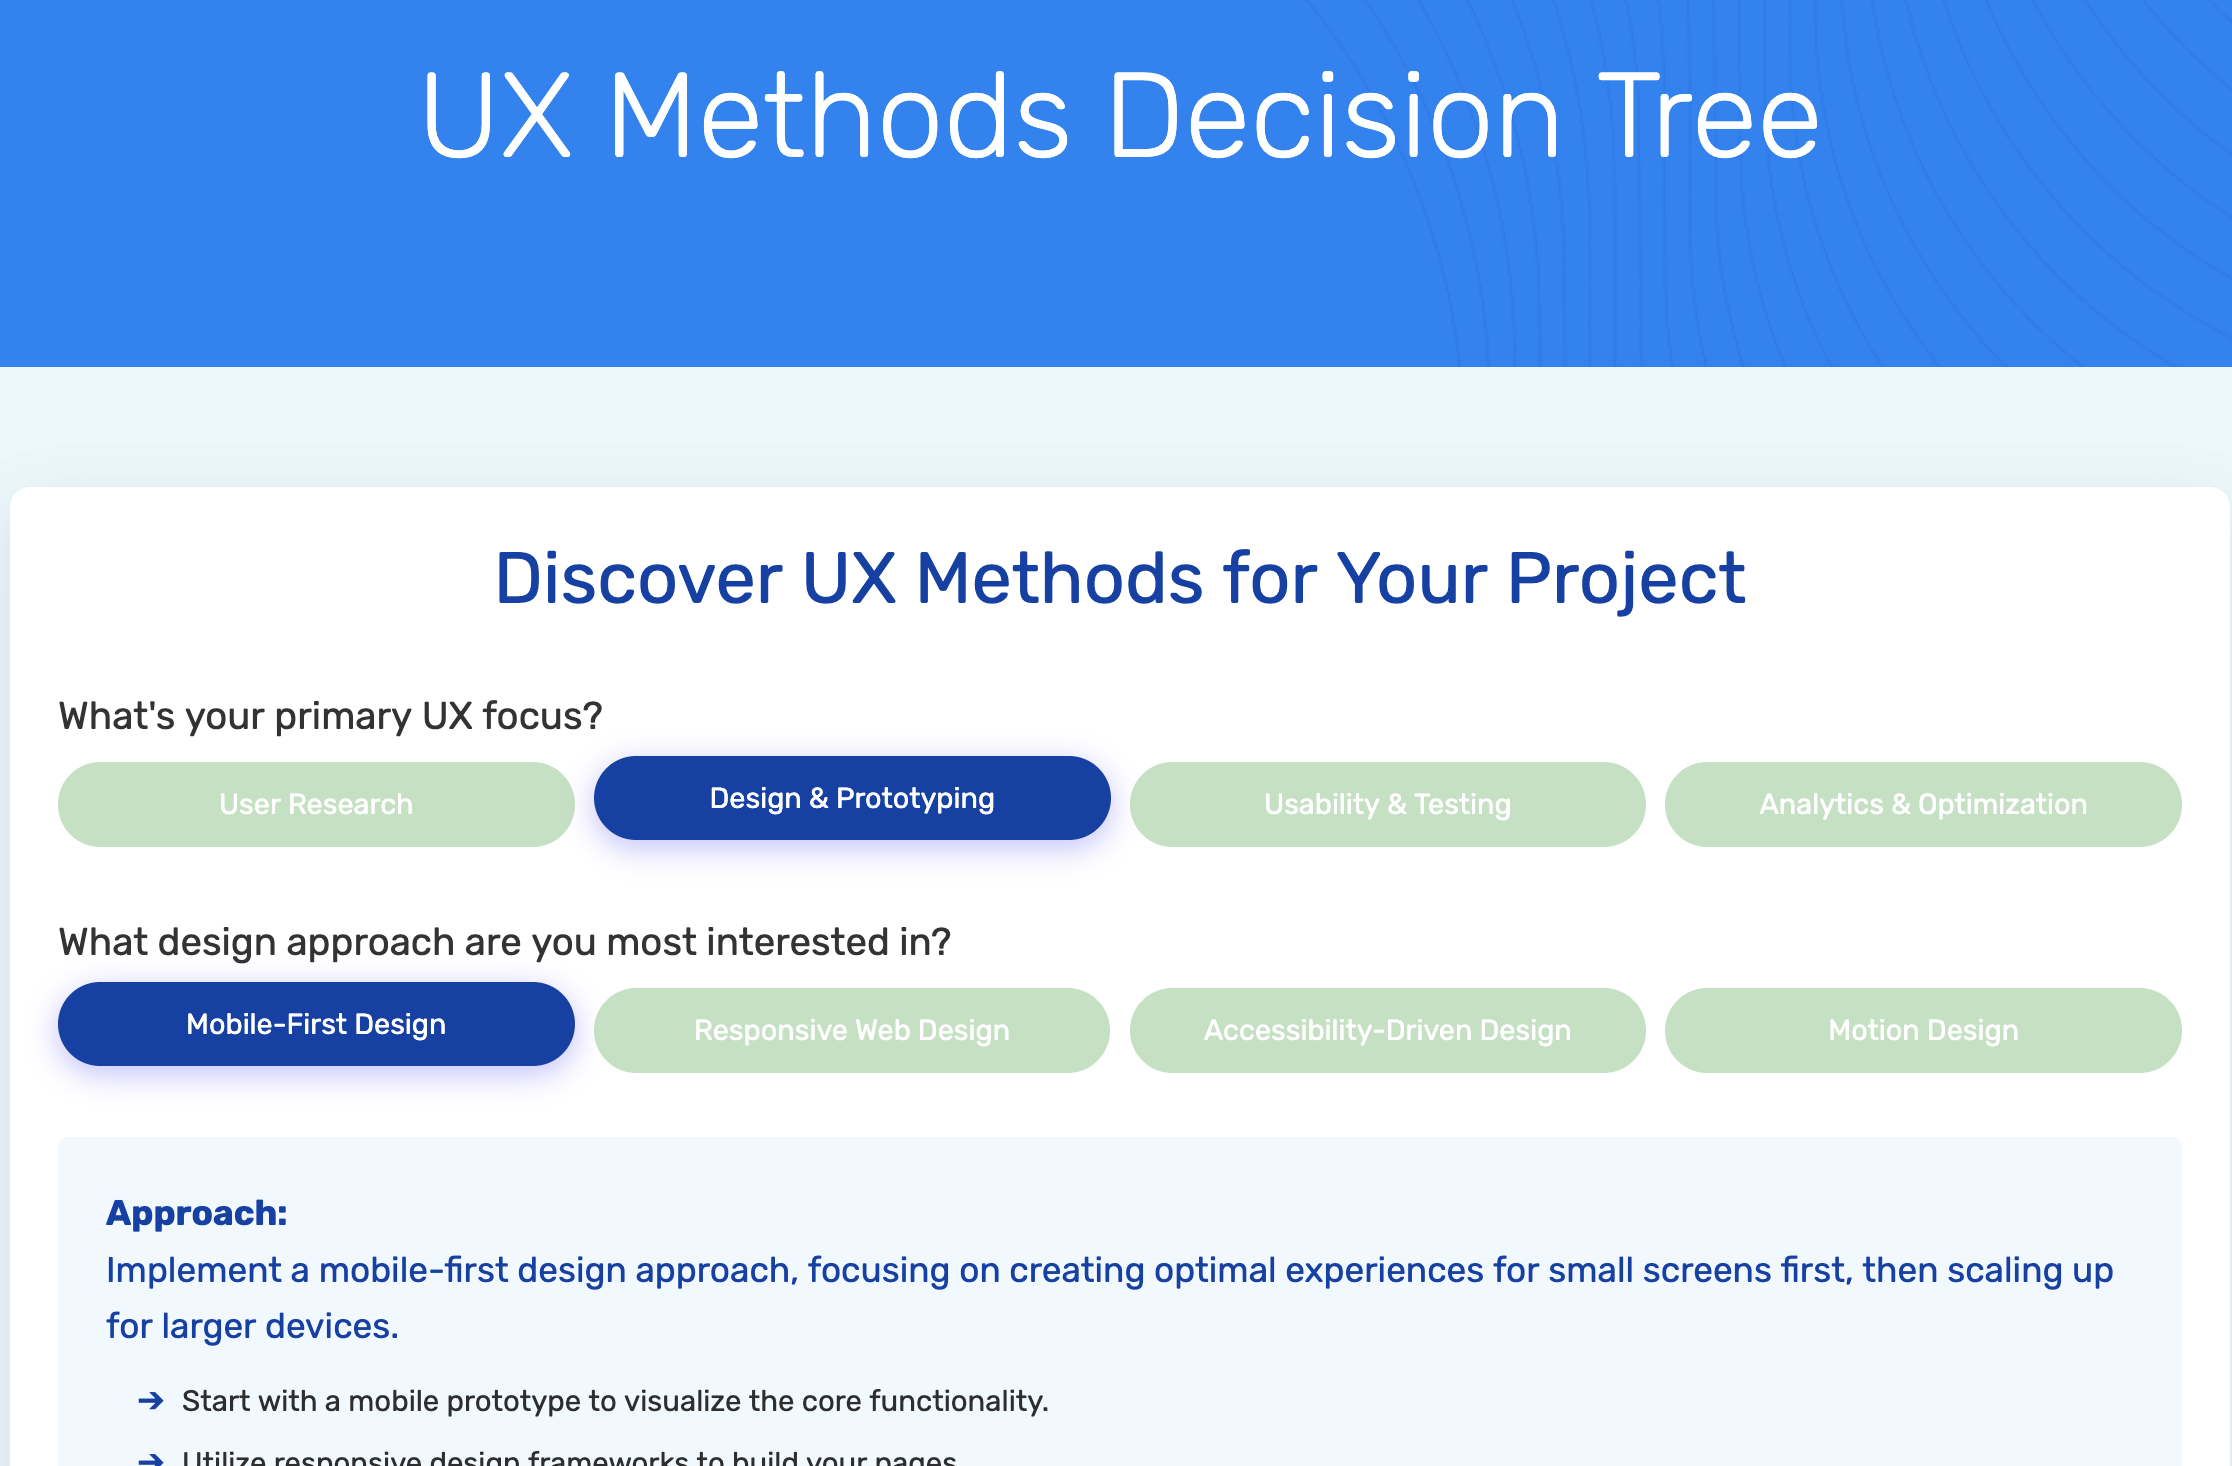 UX Methods Decision Tree
Discover UX Methods for Your Project
What's your primary UX focus?
User Research
Design & Prototyping
Usability & Testing
Analytics & Optimization
What design approach are you most interested in?
Mobile-First Design
Responsive Web Design
Accessibility-Driven Design
Motion Design
Approach:
Implement a mobile-first design approach, focusing on creating optimal experiences for small screens first, then scaling up
for larger devices.
➔ Start with a mobile prototype to visualize the core functionality.
➔ Utilize responsive design frameworks to build your pages.